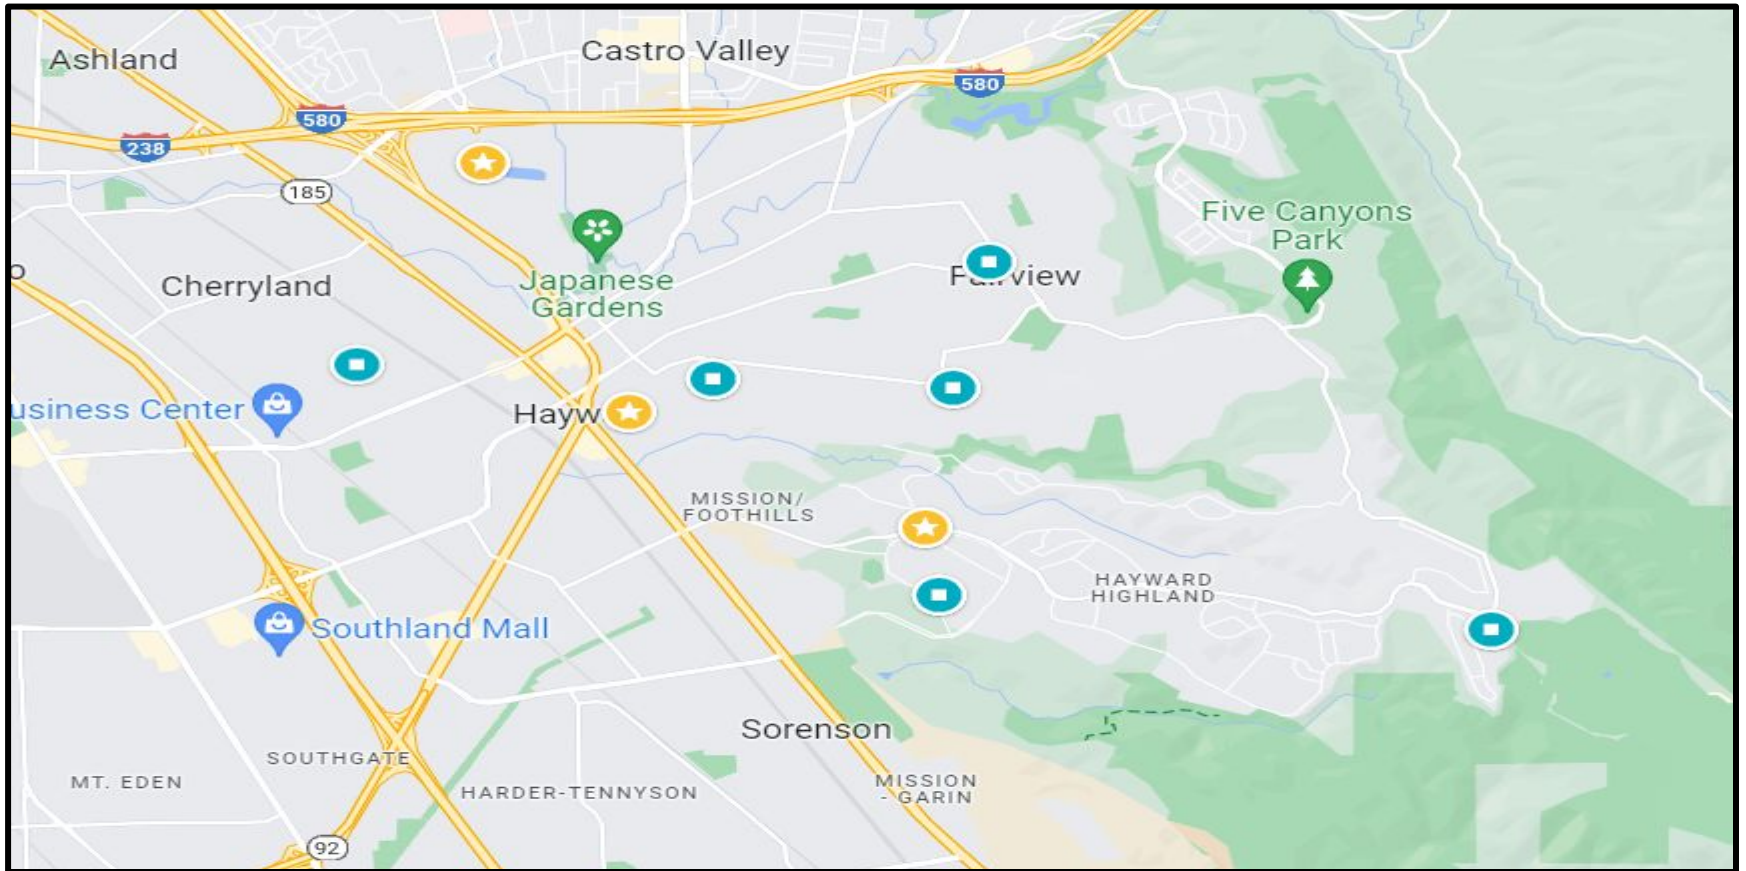 Ashland
Castro Valley
580
580
238
185
Five Canyons
Park
Cherryland
Japanese
Gardens
usiness Center
Hayw
MISSION/
FOOTHILLS
HAYWARD
HIGHLAND
Southland Mall
Sorenson
SOUTHGATE
MT. EDEN
HARDER-TENNYSON
MISSION
- GARIN
92